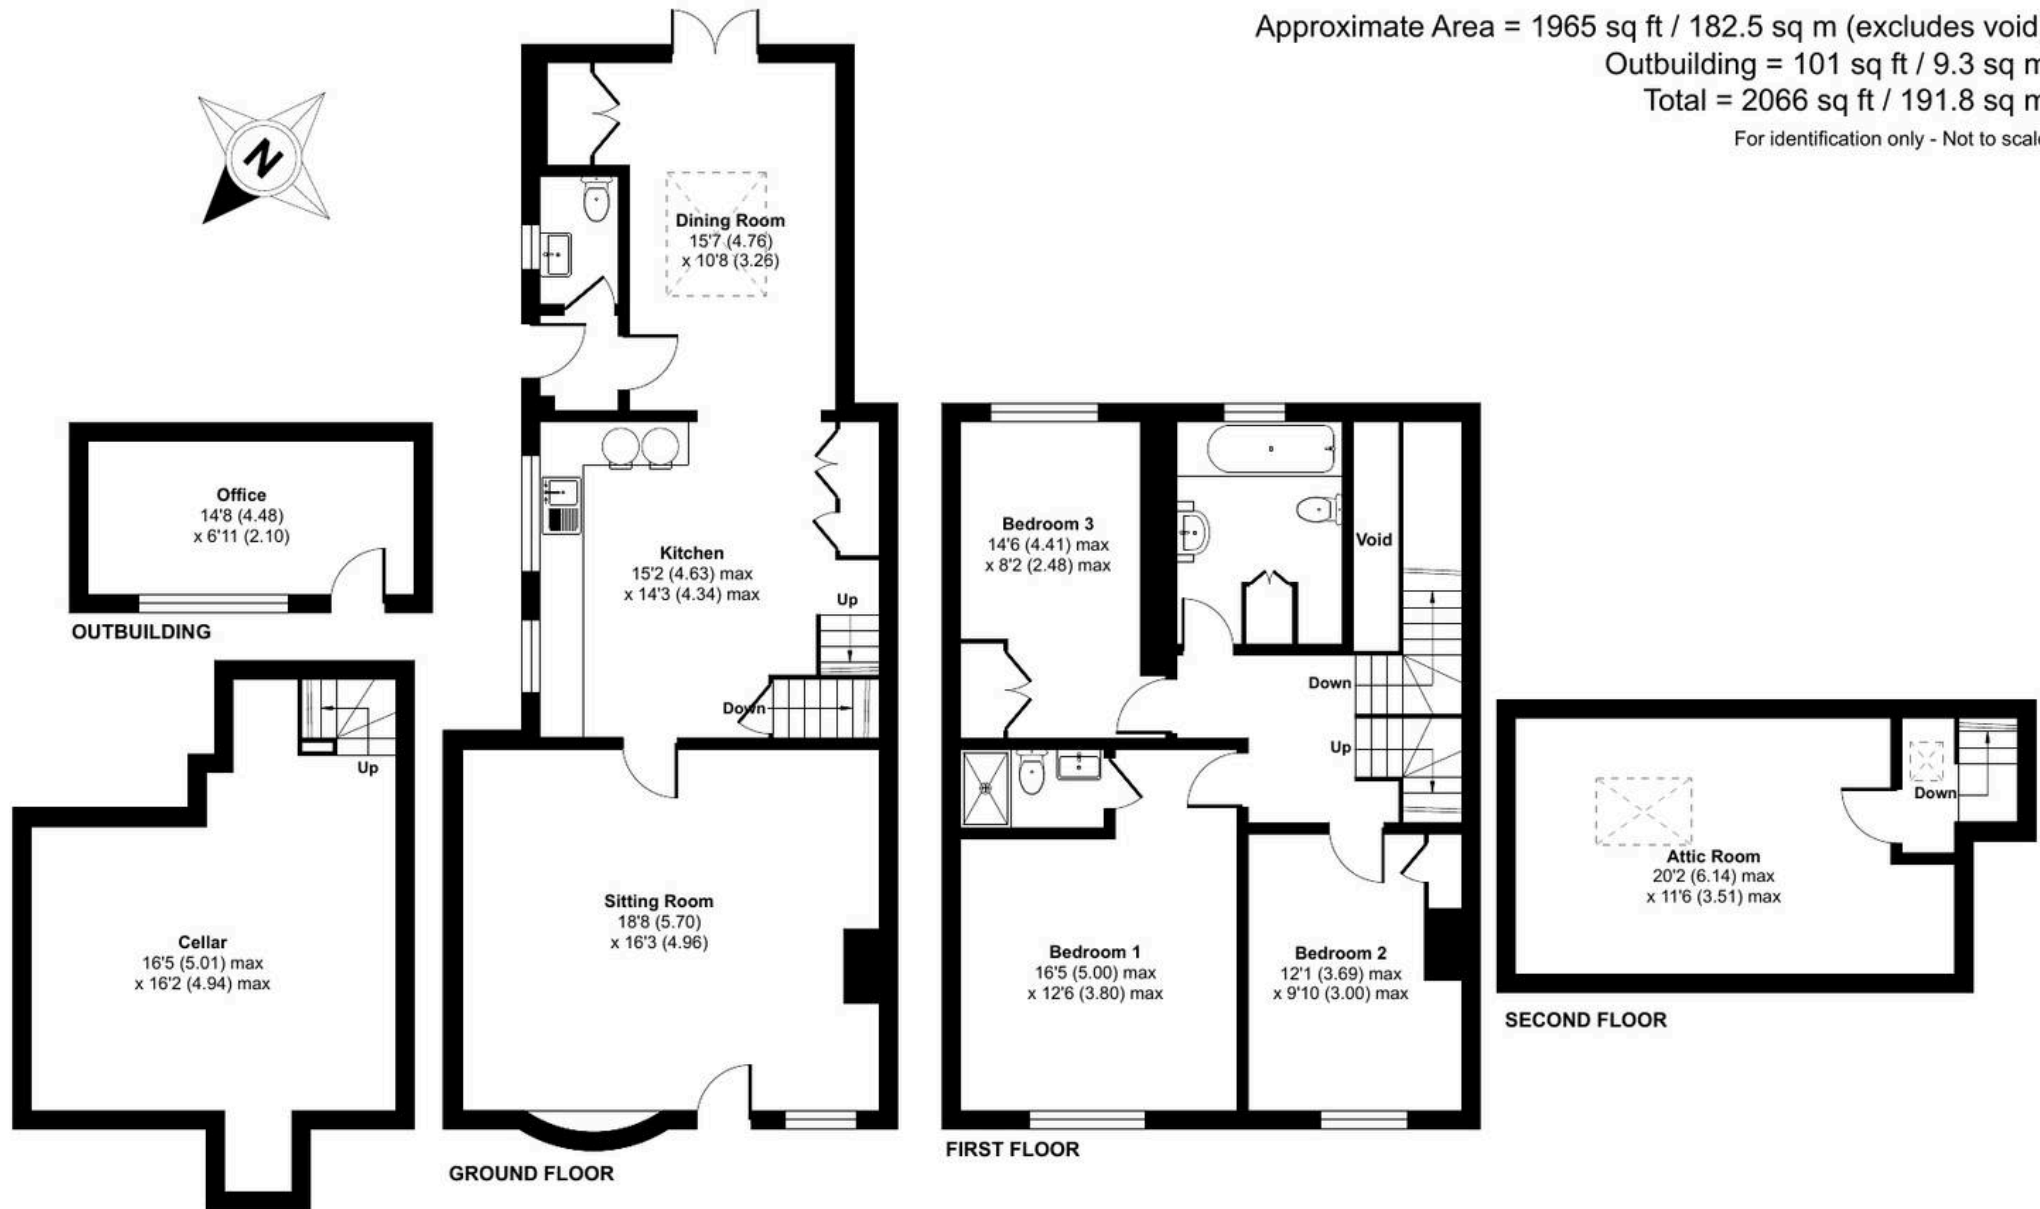 Approximate Area = 1965 sq ft / 182.5 sq m (excludes void
Outbuilding = 101 sq ft / 9.3 sq m
Total = 2066 sq ft / 191.8 sq m
For identification only - Not to scale
N
Dining Room
15'7 (4.76)
x 10'8 (3.26)
Office
14'8 (4.48)
x 6'11 (2.10)
OUTBUILDING
Kitchen
15'2 (4.63) max
x 14'3 (4.34) max
Up
Down
Bedroom 3
14'6 (4.41) max
x 8'2 (2.48) max
Void
Down
Up
Up
Cellar
16'5 (5.01) max
x 16'2 (4.94) max
Sitting Room
18'8 (5.70)
x 16'3 (4.96)
GROUND FLOOR
Bedroom 1
16'5 (5.00) max
x 12'6 (3.80) max
Bedroom 2
12'1 (3.69) max
x 9'10 (3.00) max
FIRST FLOOR
Down
Attic Room
20'2 (6.14) max
x 11'6 (3.51) max
SECOND FLOOR